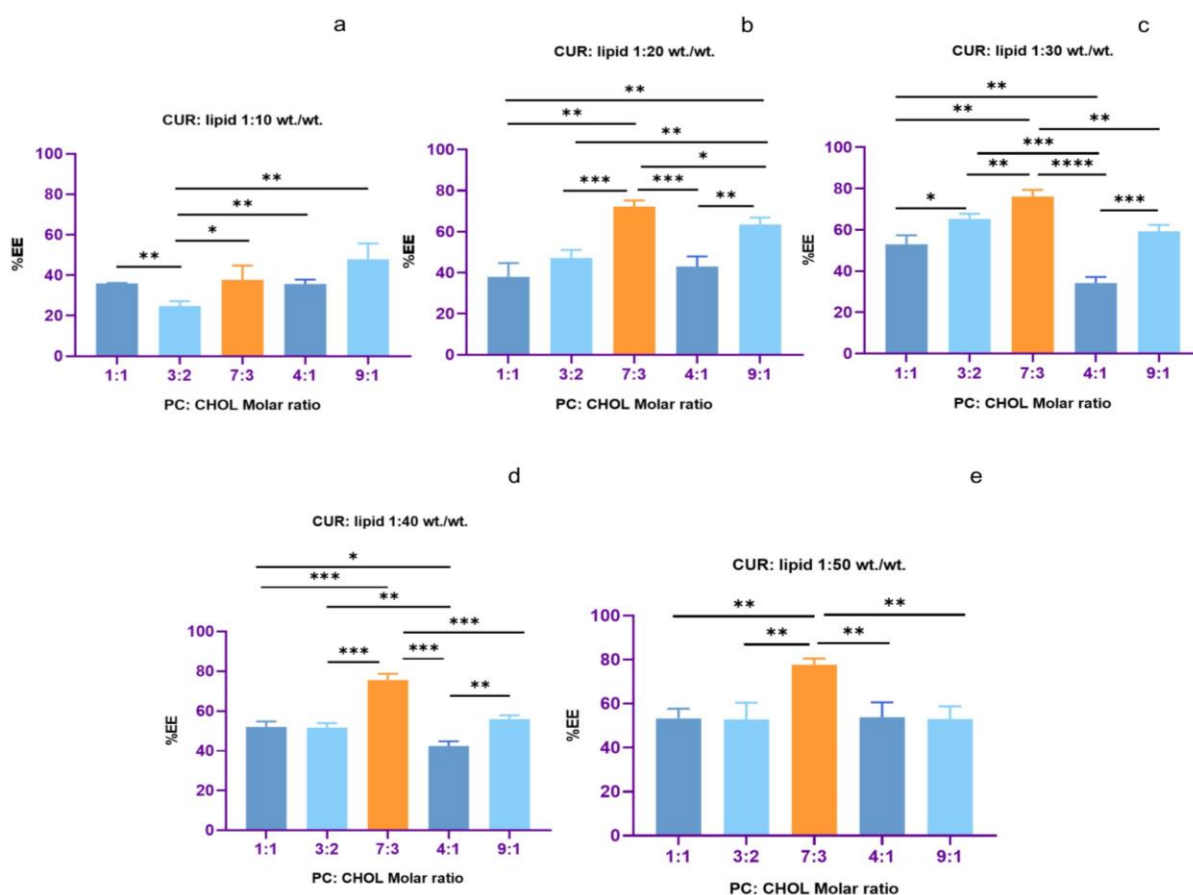 a
CUR: lipid 1:10 wt./wt.
**
**
*
**
100
80
60
40
20
0
%EE
1:1 3:2 7:3 4:1 9:1
PC: CHOL Molar ratio
b
CUR: lipid 1:20 wt./wt.
**
**
**
*
*** *** **
100
80
60
40
20
0
%EE
1:1 3:2 7:3 4:1 9:1
PC: CHOL Molar ratio
c
CUR: lipid 1:30 wt./wt.
**
** **
***
** ****
* ***
100
80
60
40
20
0
%EE
1:1 3:2 7:3 4:1 9:1
PC: CHOL Molar ratio
d
CUR: lipid 1:40 wt./wt.
*
***
**
***
*** ***
**
100
80
60
40
20
0
%EE
1:1 3:2 7:3 4:1 9:1
PC: CHOL Molar ratio
e
CUR: lipid 1:50 wt./wt.
** **
** **
100
80
60
40
20
0
%EE
1:1 3:2 7:3 4:1 9:1
PC: CHOL Molar ratio